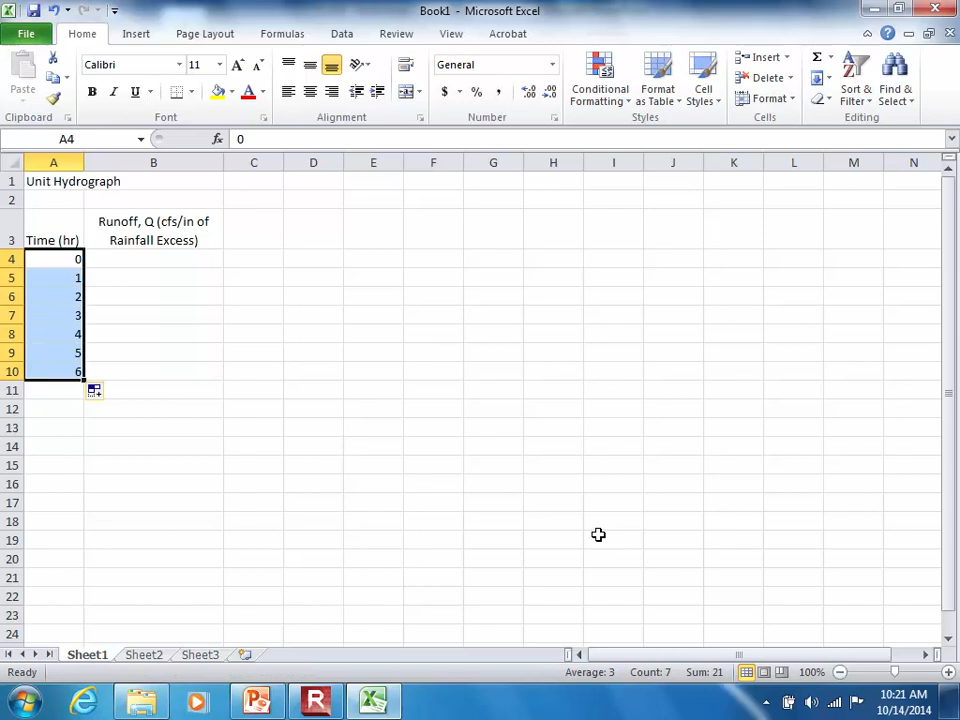 Book1 - Microsoft Excel
File Home Insert Page Layout Formulas Data Review View Acrobat
Calibri 11 General
Paste
B I U $ % ,
Conditional Formatting Format as Table Cell Styles
Insert
Delete
Format
Σ
Sort & Filter Find & Select
Clipboard Font Alignment Number Styles Cells Editing
A4 fx 0
A B C D E F G H I J K L M N
1 Unit Hydrograph
2
Runoff, Q (cfs/in of
3 Time (hr) Rainfall Excess)
4 0
5 1
6 2
7 3
8 4
9 5
10 6
11
12
13
14
15
16
17
18
19
20
21
22
23
24
Sheet1 Sheet2 Sheet3
Ready Average: 3 Count: 7 Sum: 21 100%
10:21 AM
10/14/2014